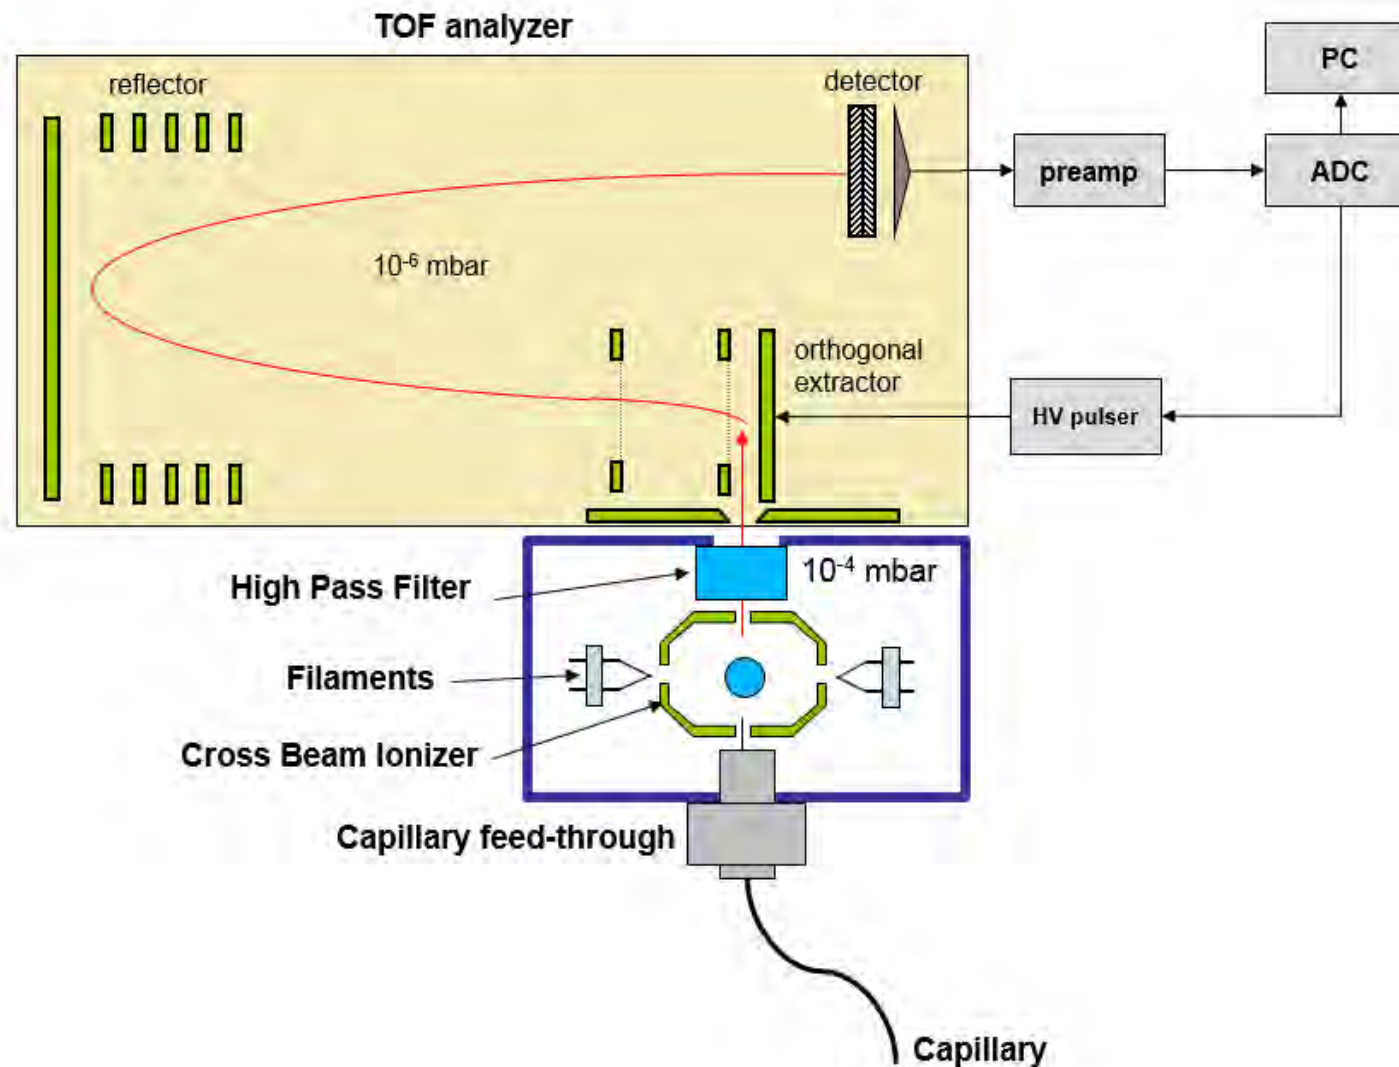 TOF analyzer
reflector
detector
PC
preamp
ADC
10⁻⁶ mbar
orthogonal
extractor
HV pulser
High Pass Filter
10⁻⁴ mbar
Filaments
Cross Beam Ionizer
Capillary feed-through
Capillary